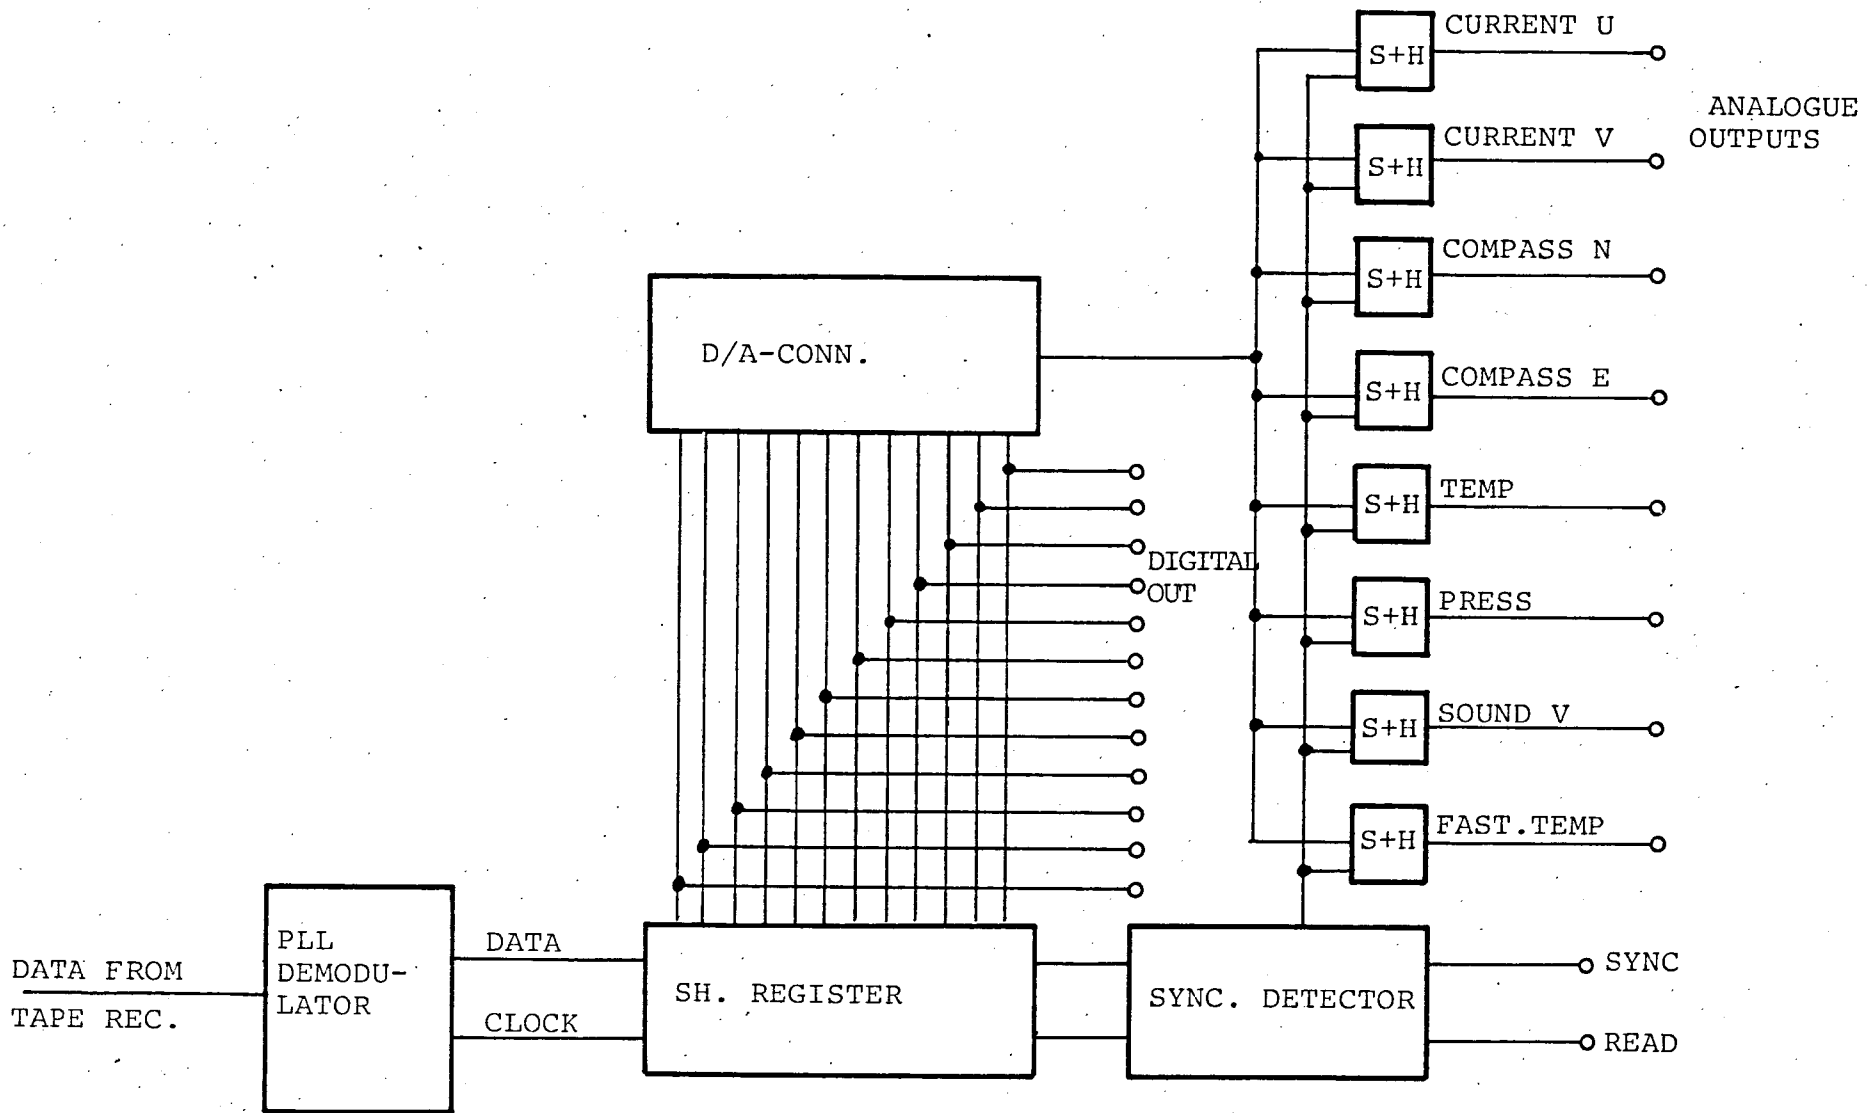 CURRENT U
S+H
ANALOGUE
OUTPUTS
CURRENT V
S+H
COMPASS N
S+H
D/A-CONN.
COMPASS E
S+H
TEMP
S+H
DIGITAL
OUT
PRESS
S+H
SOUND V
S+H
FAST.TEMP
S+H
DATA FROM
TAPE REC.
PLL
DEMODU-
LATOR
DATA
CLOCK
SH. REGISTER
SYNC. DETECTOR
SYNC
READ